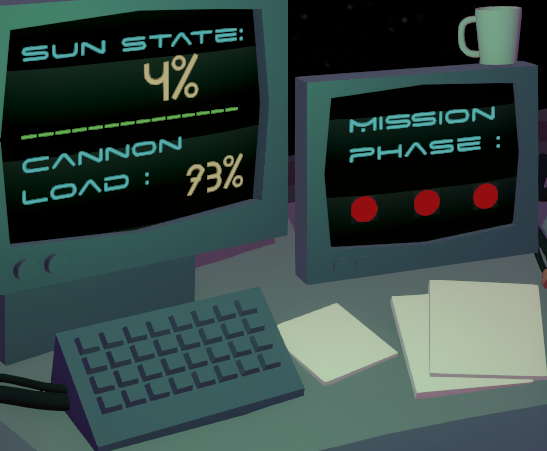 SUN STATE:
4%
CANNON
LOAD : 93%
MISSION
PHASE :